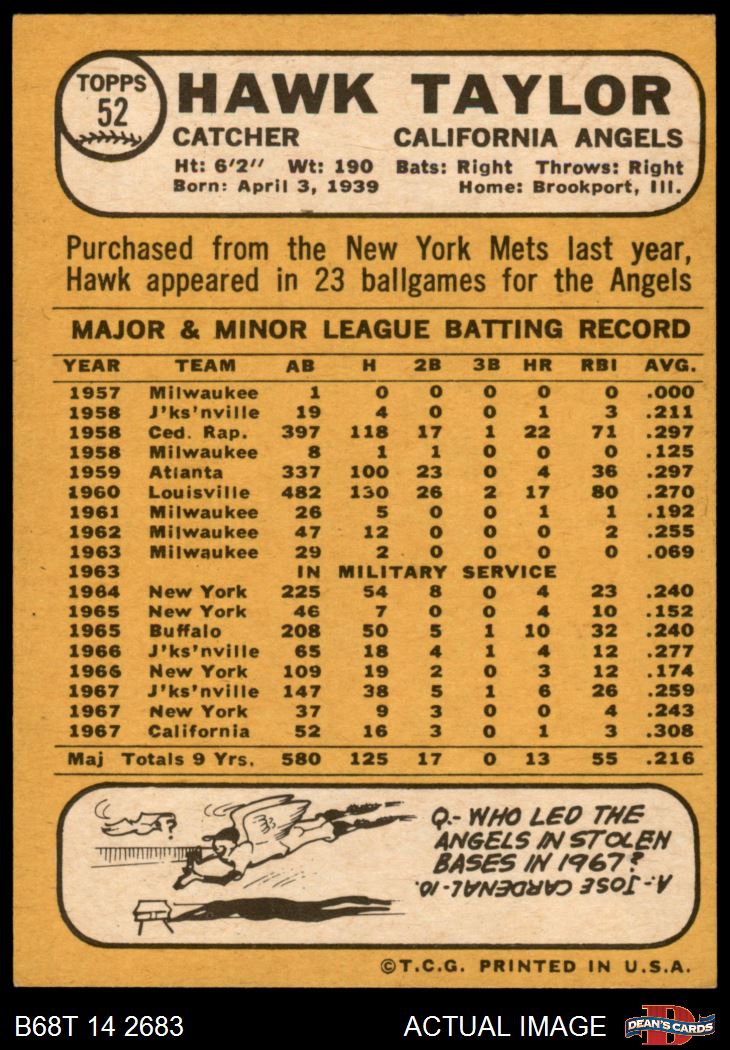 TOPPS
52
HAWK TAYLOR
CATCHER CALIFORNIA ANGELS
Ht: 6'2" Wt: 190 Bats: Right Throws: Right
Born: April 3, 1939 Home: Brookport, Ill.
Purchased from the New York Mets last year,
Hawk appeared in 23 ballgames for the Angels
MAJOR & MINOR LEAGUE BATTING RECORD
YEAR TEAM AB H 2B 3B HR RBI AVG.
1957 Milwaukee 1 0 0 0 0 0 .000
1958 J'ks'nville 19 4 0 0 1 3 .211
1958 Ced. Rap. 397 118 17 1 22 71 .297
1958 Milwaukee 8 1 1 0 0 0 .125
1959 Atlanta 337 100 23 0 4 36 .297
1960 Louisville 482 130 26 2 17 80 .270
1961 Milwaukee 26 5 0 0 1 1 .192
1962 Milwaukee 47 12 0 0 0 2 .255
1963 Milwaukee 29 2 0 0 0 0 .069
1963 IN MILITARY SERVICE
1964 New York 225 54 8 0 4 23 .240
1965 New York 46 7 0 0 4 10 .152
1965 Buffalo 208 50 5 1 10 32 .240
1966 J'ks'nville 65 18 4 1 4 12 .277
1966 New York 109 19 2 0 3 12 .174
1967 J'ks'nville 147 38 5 1 6 26 .259
1967 New York 37 9 3 0 0 4 .243
1967 California 52 16 3 0 1 3 .308
Maj Totals 9 Yrs. 580 125 17 0 13 55 .216
?
Q.- WHO LED THE
ANGELS IN STOLEN
BASES IN 1967?
A.- JOSE CARDENAL-10.
©T.C.G. PRINTED IN U.S.A.
B68T 14 2683 ACTUAL IMAGE
D
DEAN'S CARDS